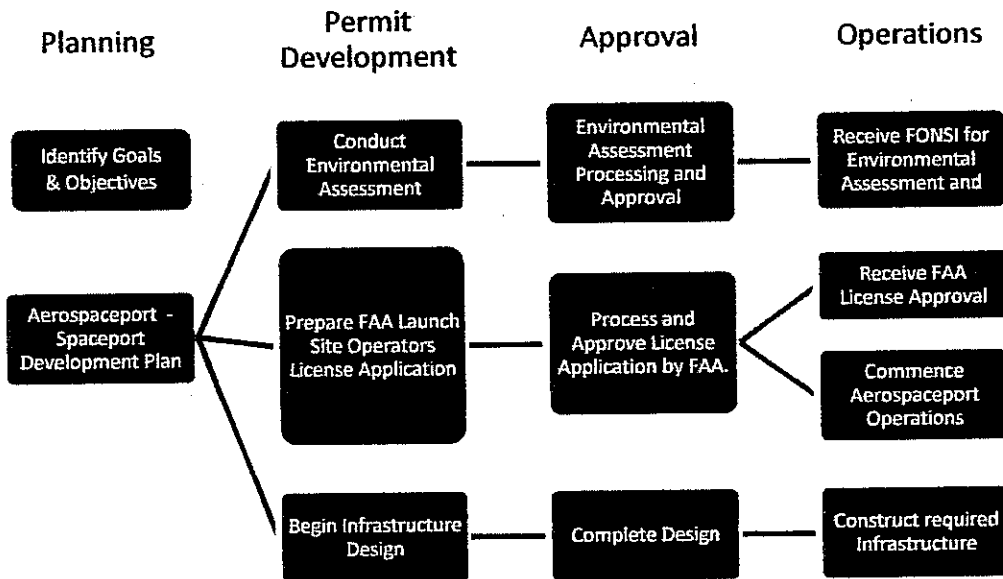 Planning
Permit
Development
Approval
Operations
Identify Goals
& Objectives
Conduct
Environmental
Assessment
Environmental
Assessment
Processing and
Approval
Receive FONSI for
Environmental
Assessment and
Aerospaceport -
Spaceport
Development Plan
Prepare FAA Launch
Site Operators
License Application
Process and
Approve License
Application by FAA.
Receive FAA
License Approval
Commence
Aerospaceport
Operations
Begin Infrastructure
Design
Complete Design
Construct required
Infrastructure